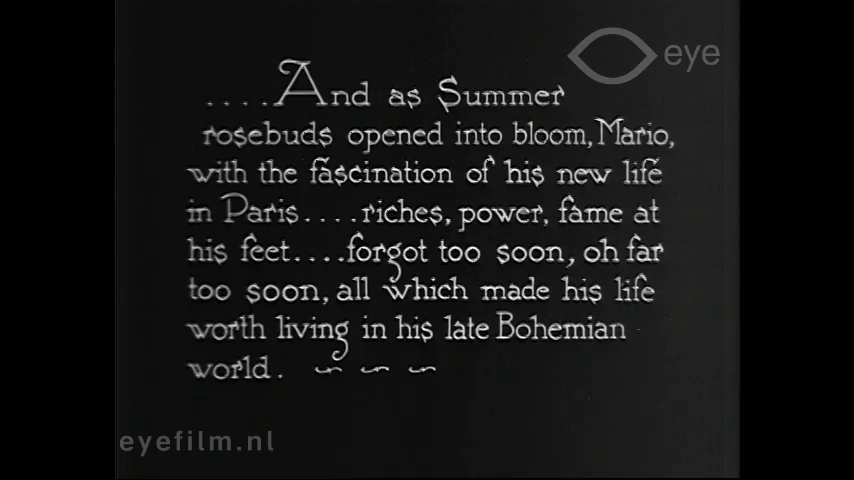 eye
....And as Summer
rosebuds opened into bloom, Mario,
with the fascination of his new life
in Paris....riches, power, fame at
his feet....forgot too soon, oh far
too soon, all which made his life
worth living in his late Bohemian
world. ~ ~ ~
eyefilm.nl